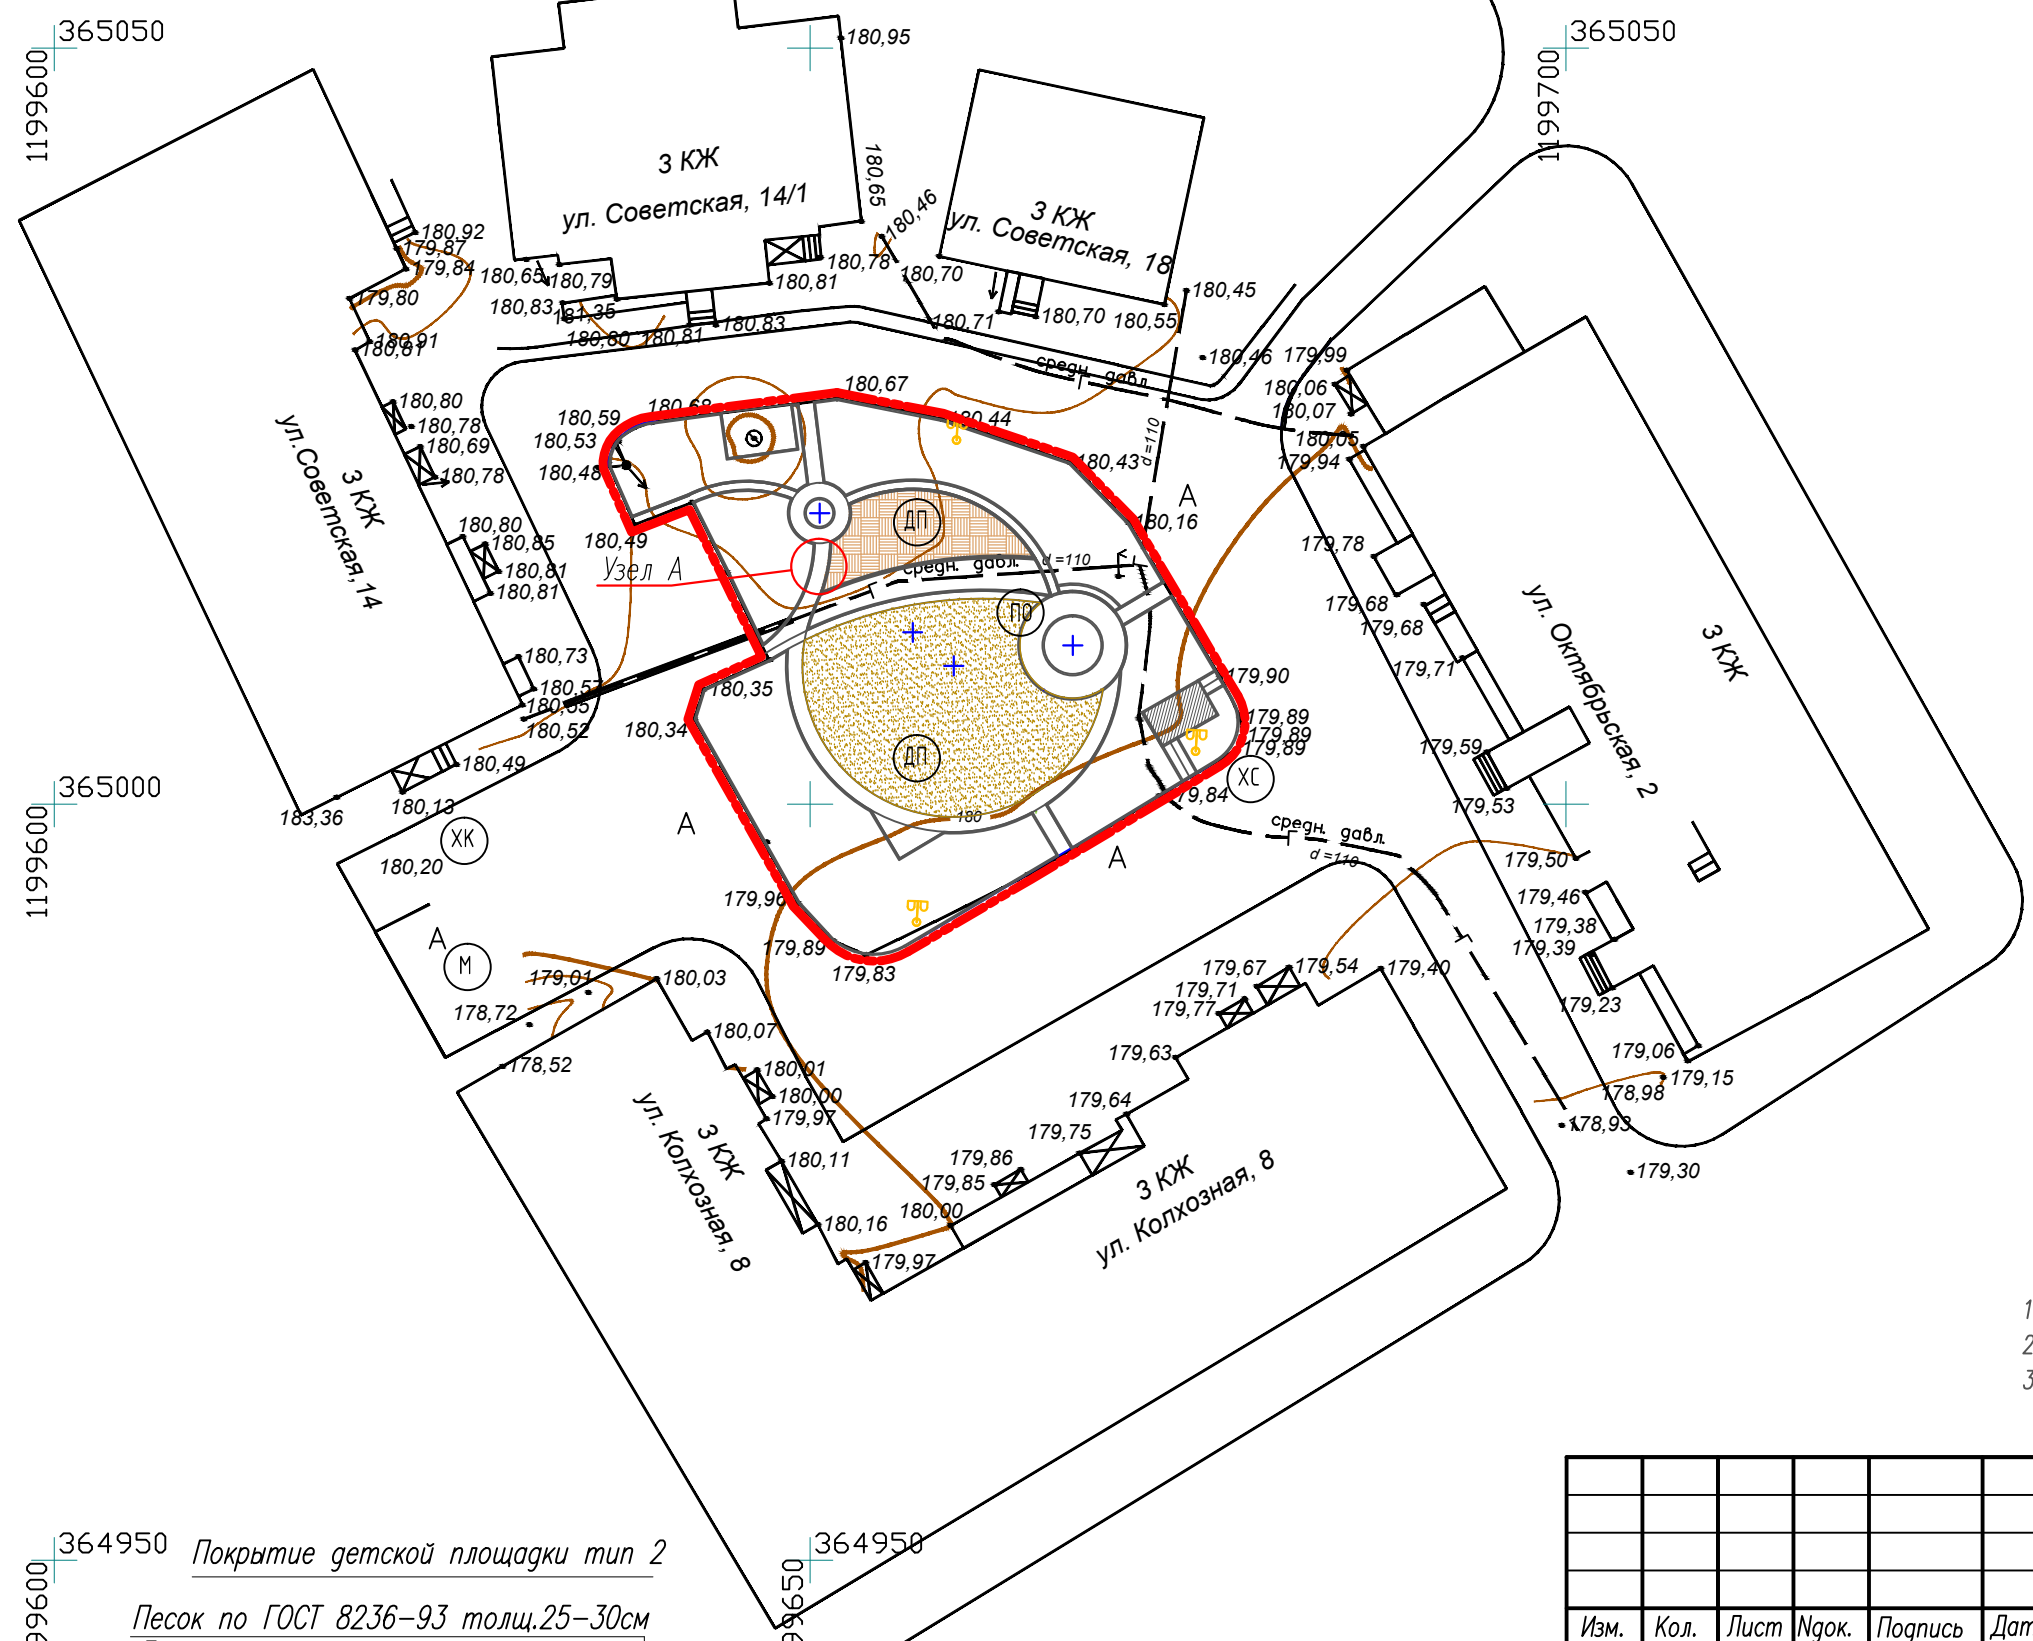 365050
365050
1199600
1199700
180,95
3 КЖ
ул. Советская, 14/1
180,65
180,46
3 КЖ
ул. Советская, 18
180,92
179,87
179,84
180,65
180,79
180,81
180,78
180,70
179,80
180,83
181,35
180,80
180,81
180,83
180,71
180,70
180,55
180,45
180,91
180,81
180,46
179,99
средн. давл.
Г
180,06
180,07
180,05
179,94
180,67
180,68
180,59
180,44
180,53
180,48
180,43
180,80
180,78
180,69
180,78
ул.Советская,14
3 КЖ
d=110
А
180,16
ДП
180,49
Узел А
средн. давл.
d=110
Г
ПО
180,80
180,85
180,81
180,81
179,78
179,68
179,68
179,71
ул. Октябрьская, 2
3 КЖ
180,73
180,57
180,55
180,52
180,35
180,34
179,90
179,89
179,89
179,89
179,59
179,53
ДП
ХС
180,49
180,13
183,36
365000
1199600
ХК
180,20
А
180
179,84
А
средн. давл.
Г
d=110
179,50
179,46
179,38
179,39
179,23
179,96
179,89
179,83
А
М
179,01
178,72
178,52
180,03
180,07
180,01
180,00
179,97
180,11
180,16
179,97
3 КЖ
ул. Колхозная, 8
179,67
179,54
179,40
179,71
179,77
179,63
179,64
179,75
179,86
179,85
180,00
3 КЖ
ул. Колхозная, 8
Г
179,06
179,15
178,98
178,93
179,30
1
2
3
364950
364950
Покрытие детской площадки тип 2
Песок по ГОСТ 8236-93 толщ.25-30см
Изм.
Кол.
Лист
Nдок.
Подпись